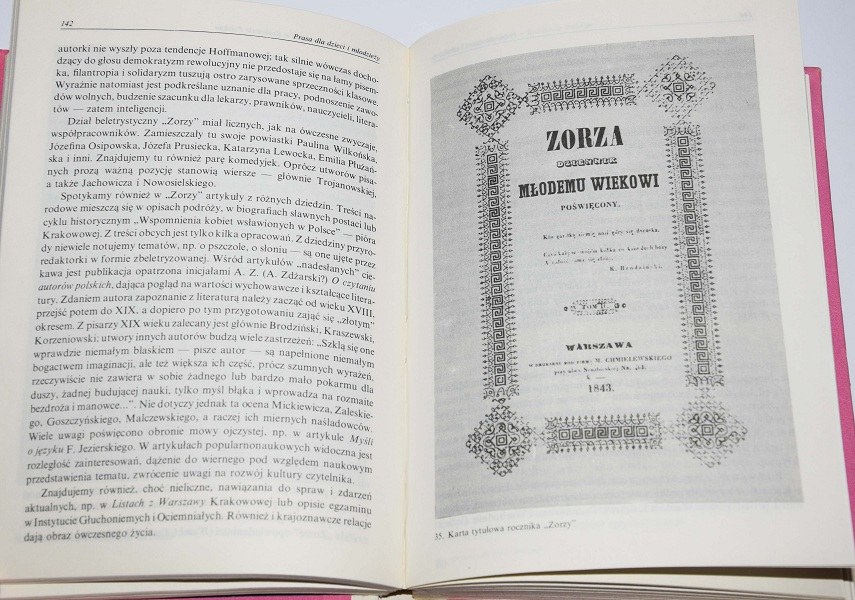 142
Prasa dla dzieci i młodzieży
autorki nie wyszły poza tendencje Hoffmanowej; tak silnie wówczas docho-
dzący do głosu demokratyzm rewolucyjny nie przedostaje się na łamy pisem-
ka, filantropia i solidaryzm tuszują ostro zarysowane sprzeczności klasowe.
Wyraźnie natomiast jest podkreślane uznanie dla pracy, podnoszenie zawo-
dów wolnych, budzenie szacunku dla lekarzy, prawników, nauczycieli, litera-
tów — zatem inteligencji.
Dział beletrystyczny „Zorzy” miał licznych, jak na ówczesne zwyczaje,
współpracowników. Zamieszczały tu swoje powiastki Paulina Wilkońska,
Józefina Osipowska, Józefa Prusiecka, Katarzyna Lewocka, Emilia Płużań-
ska i inni. Znajdujemy tu również parę komedyjek. Oprócz utworów pisa-
nych prozą ważną pozycję stanowią wiersze — głównie Trojanowskiej,
a także Jachowicza i Nowosielskiego.
Spotykamy również w „Zorzy” artykuły z różnych dziedzin. Treści na-
rodowe mieszczą się w opisach podróży, w biografiach sławnych postaci lub
cyklu historycznym „Wspomnienia kobiet wsławionych w Polsce” — pióra
Krakowowej. Z treści obcych jest tylko kilka opracowań. Z dziedziny przyro-
dy niewiele notujemy tematów, np. o pszczole, o słoniu — są one ujęte przez
redaktorki w formie zbeletryzowanej. Wśród artykułów „nadesłanych” cie-
kawa jest publikacja opatrzona inicjałami A. Z. (A. Zdżarski?) O czytaniu
autorów polskich, dająca pogląd na wartości wychowawcze i kształcące litera-
tury. Zdaniem autora zapoznanie z literaturą należy zacząć od wieku XVIII,
przejść potem do XIX, a dopiero po tym przygotowaniu zająć się „złotym”
okresem. Z pisarzy XIX wieku zalecany jest głównie Brodziński, Kraszewski,
Korzeniowski; utwory innych autorów budzą wiele zastrzeżeń: „Szklą się one
wprawdzie niemałym blaskiem — pisze autor — są napełnione niemałym
bogactwem imaginacji, ale też większa ich część, prócz szumnych wyrażeń,
rzeczywiście nie zawiera w sobie żadnego lub bardzo mało pokarmu dla
duszy, żadnej budującej nauki, tylko myśl błąka i wprowadza na rozmaite
bezdroża i manowce...”. Nie dotyczy jednak ta ocena Mickiewicza, Zaleskie-
go, Goszczyńskiego, Malczewskiego, a raczej ich miernych naśladowców.
Wiele uwagi poświęcono obronie mowy ojczystej, np. w artykule Myśli
o języku F. Jezierskiego. W artykułach popularnonaukowych widoczna jest
rozległość zainteresowań, dążenie do wiernego pod względem naukowym
przedstawienia tematu, zwrócenie uwagi na rozwój kultury czytelnika.
Znajdujemy również, choć nieliczne, nawiązania do spraw i zdarzeń
aktualnych, np. w Listach z Warszawy Krakowowej lub opisie egzaminu
w Instytucie Głuchoniemych i Ociemniałych. Również i krajoznawcze relacje
dają obraz ówczesnego życia.
ZORZA
DZIENNIK
MŁODEMU WIEKOWI
POŚWIĘCONY.
TOM II.
WARSZAWA
M. CHMIELEWSKIEGO
przy ulicy Senatorskiej No.
1843.
35. Karta tytułowa rocznika „Zorzy”